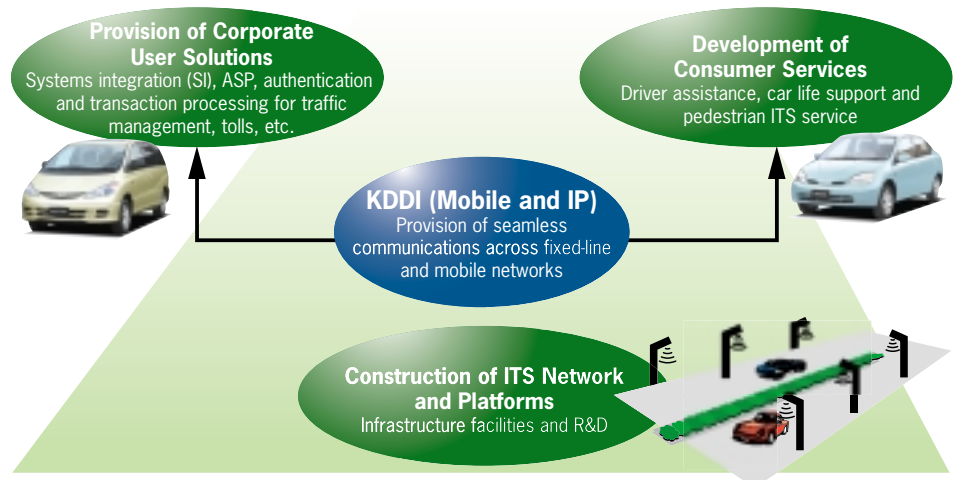 Provision of Corporate
User Solutions
Systems integration (SI), ASP, authentication
and transaction processing for traffic
management, tolls, etc.
Development of
Consumer Services
Driver assistance, car life support and
pedestrian ITS service
KDDI (Mobile and IP)
Provision of seamless
communications across fixed-line
and mobile networks
Construction of ITS Network
and Platforms
Infrastructure facilities and R&D